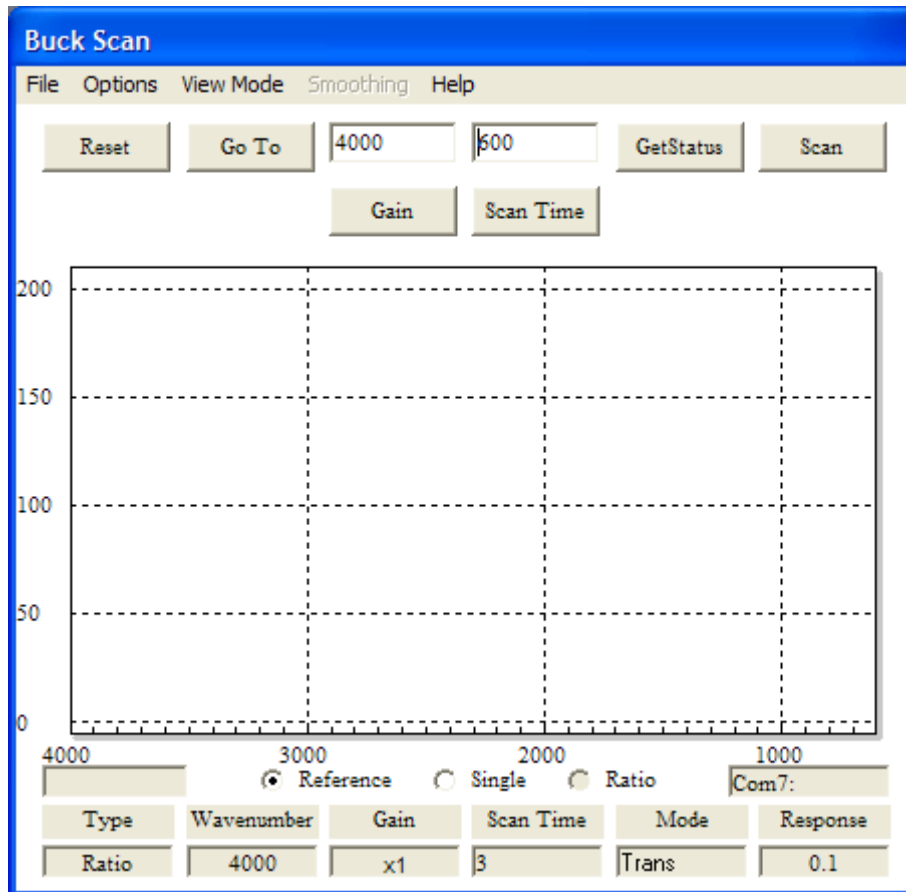 Buck Scan
File Options View Mode Smoothing Help
Reset Go To 4000 600 GetStatus Scan
Gain Scan Time
200
150
100
50
0
4000 3000 2000 1000
Reference Single Ratio Com7:
Type Wavenumber Gain Scan Time Mode Response
Ratio 4000 x1 3 Trans 0.1